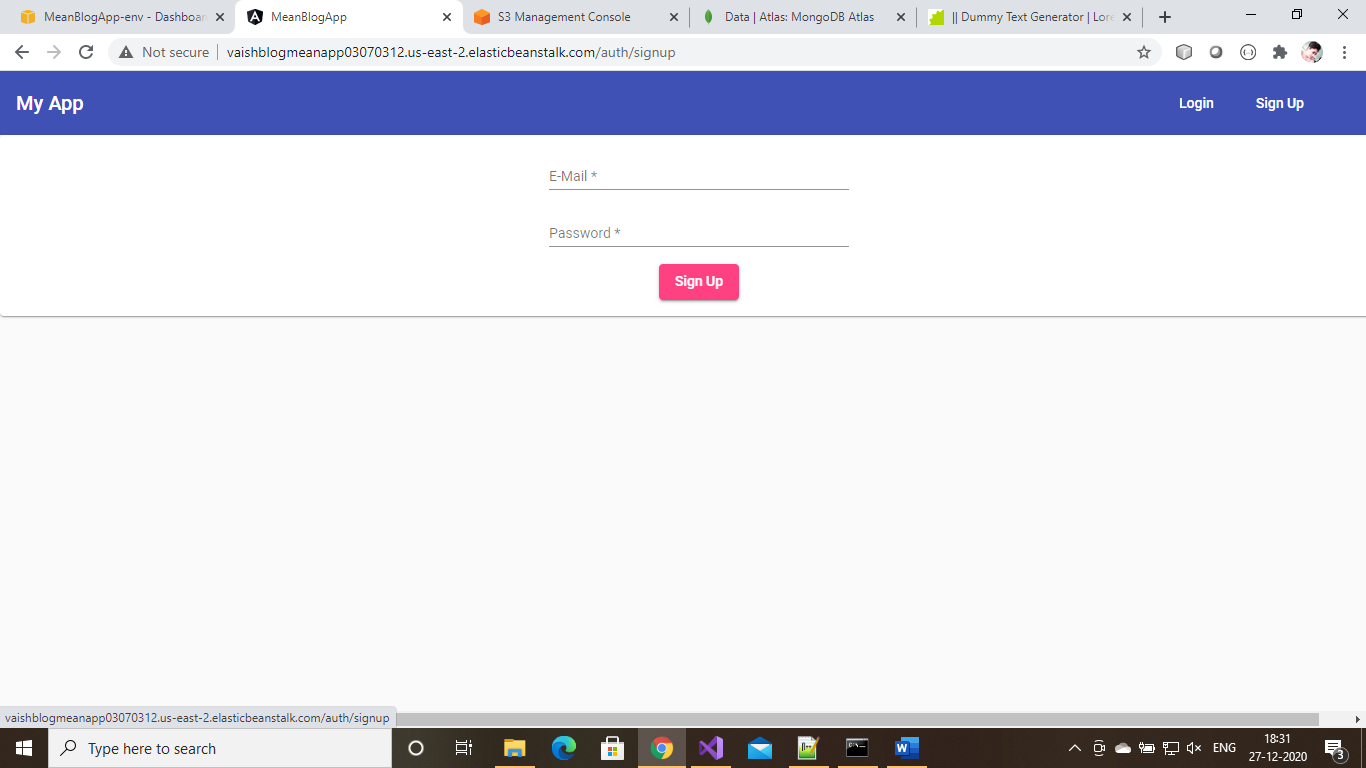 MeanBlogApp-env - Dashboar
MeanBlogApp
S3 Management Console
Data | Atlas: MongoDB Atlas
|| Dummy Text Generator | Lore
Not secure
vaishblogmeanapp03070312.us-east-2.elasticbeanstalk.com/auth/signup
My App
Login
Sign Up
E-Mail *
Password *
Sign Up
vaishblogmeanapp03070312.us-east-2.elasticbeanstalk.com/auth/signup
Type here to search
ENG
18:31
27-12-2020
3